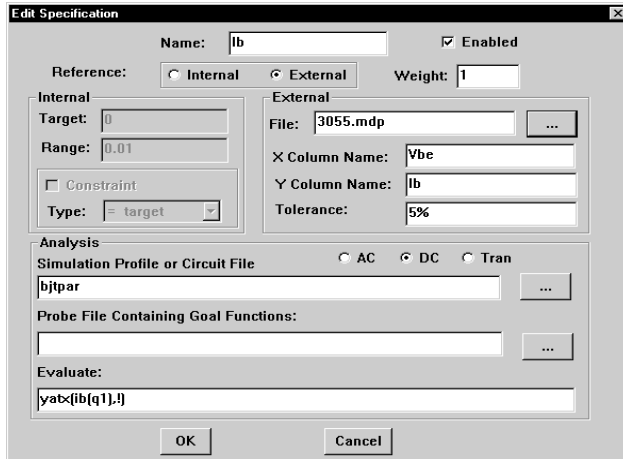 Edit Specification
Name: Ib Enabled
Reference: Internal External Weight: 1
Internal External
Target: 0 File: 3055.mdp ...
Range: 0.01 X Column Name: Vbe
Constraint Y Column Name: Ib
Type: = target Tolerance: 5%
Analysis
Simulation Profile or Circuit File AC DC Tran
bjtpar ...
Probe File Containing Goal Functions:
...
Evaluate:
yatx(ib(q1),!)
OK Cancel